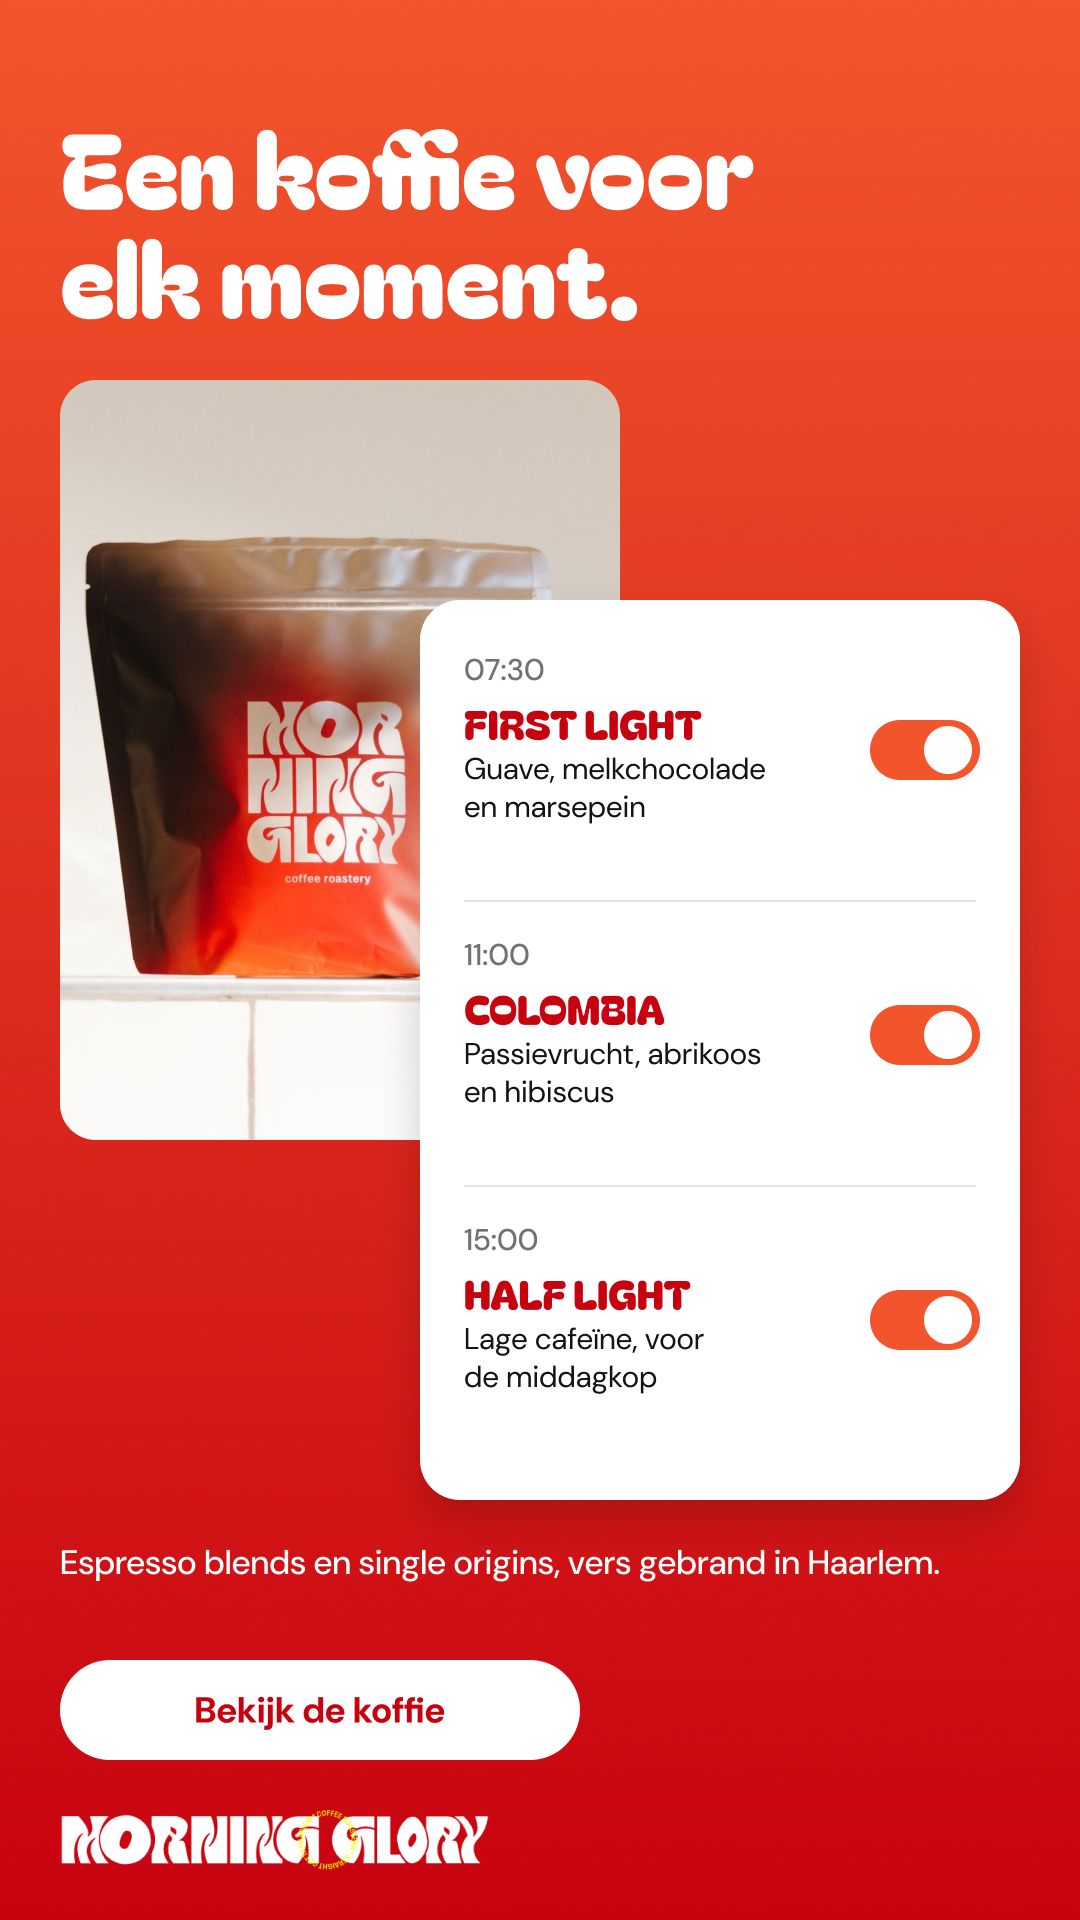 Een koffie voor
elk moment.
MOR
NING
GLORY
coffee roastery
07:30
FIRST LIGHT
Guave, melkchocolade
en marsepein
11:00
COLOMBIA
Passievrucht, abrikoos
en hibiscus
15:00
HALF LIGHT
Lage cafeïne, voor
de middagkop
Espresso blends en single origins, vers gebrand in Haarlem.
Bekijk de koffie
MORNING GLORY
COFFEE